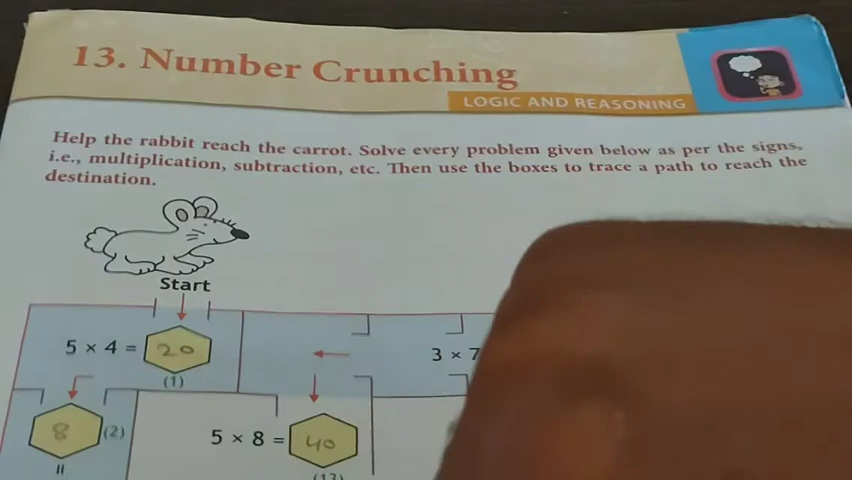 13. Number Crunching
LOGIC AND REASONING
Help the rabbit reach the carrot. Solve every problem given below as per the signs,
i.e., multiplication, subtraction, etc. Then use the boxes to trace a path to reach the
destination.
Start
5 × 4 = 20
(1)
3 × 7
8 (2)
=
5 × 8 = 40
(13)